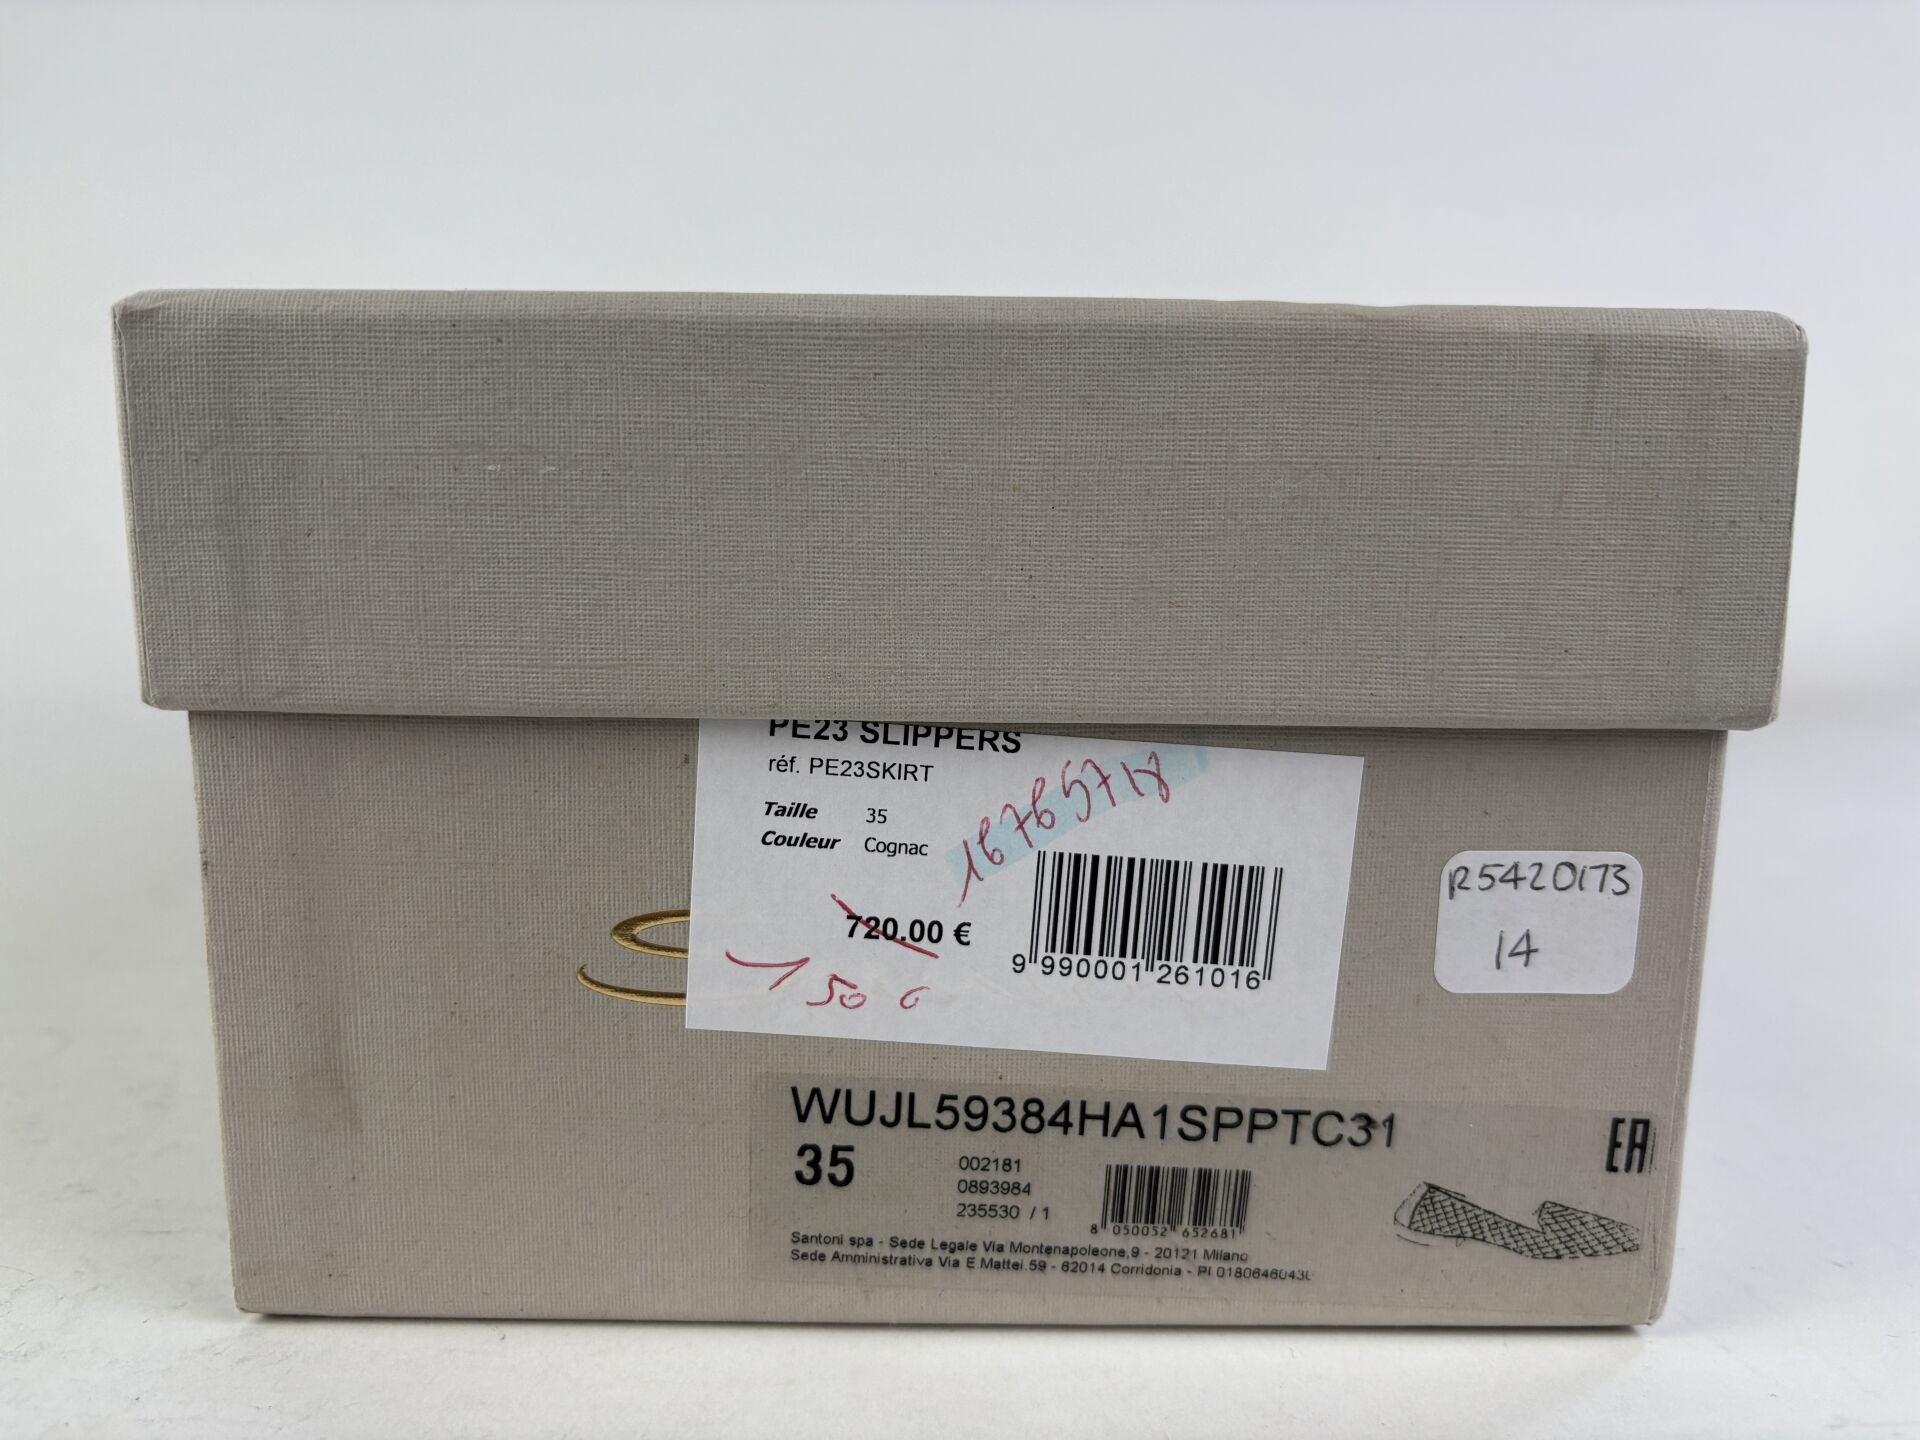 PE23 SLIPPERS
réf. PE23SKIRT
Taille 35
Couleur Cognac
16765718
720.00 €
150 €
9 990001 261016
R5420173
14
WUJL59384HA1SPPTC31
35
002181
0893984
235530 / 1
8 050052 652681
EAC
Santoni spa - Sede Legale Via Montenapoleone,9 - 20121 Milano
Sede Amministrativa Via E Mattei 59 - 62014 Corridonia - PI 01806460430